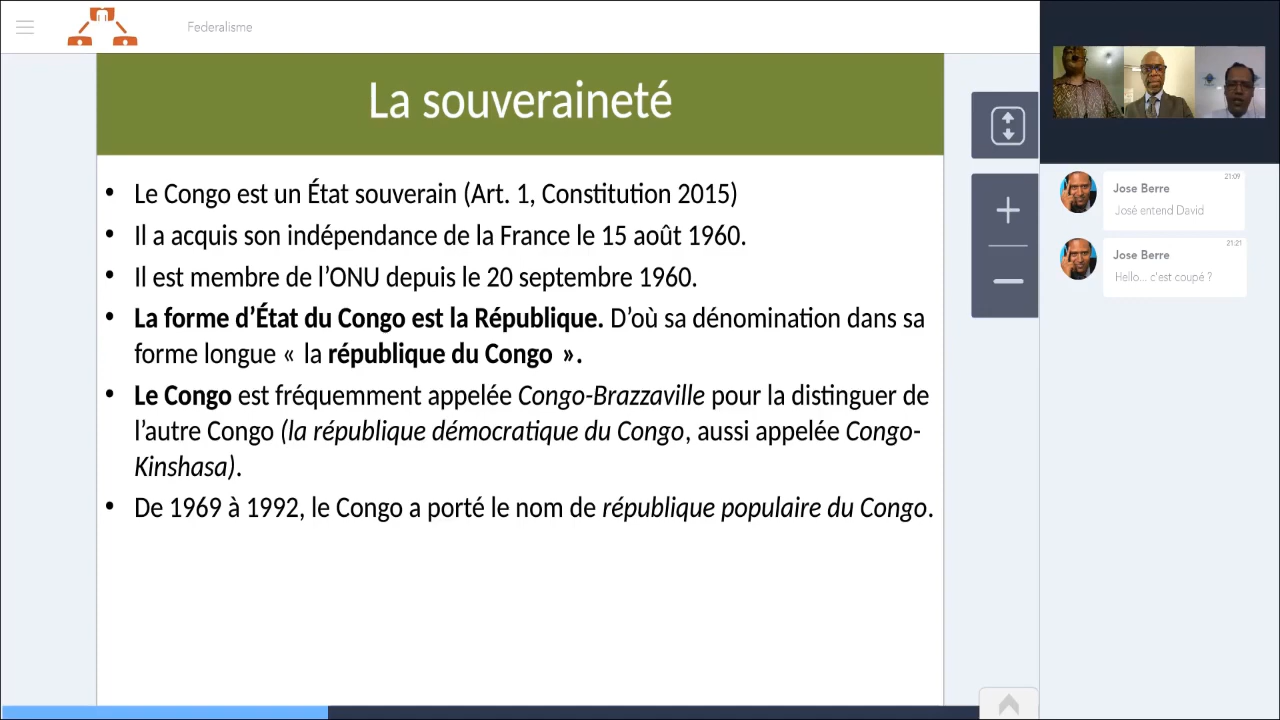 Federalisme
La souveraineté
• Le Congo est un État souverain (Art. 1, Constitution 2015)
• Il a acquis son indépendance de la France le 15 août 1960.
• Il est membre de l’ONU depuis le 20 septembre 1960.
• La forme d’État du Congo est la République. D’où sa dénomination dans sa
forme longue « la république du Congo ».
• Le Congo est fréquemment appelée Congo-Brazzaville pour la distinguer de
l’autre Congo (la république démocratique du Congo, aussi appelée Congo-
Kinshasa).
• De 1969 à 1992, le Congo a porté le nom de république populaire du Congo.
21:09
Jose Berre
José entend David
21:21
Jose Berre
Hello... c'est coupé ?